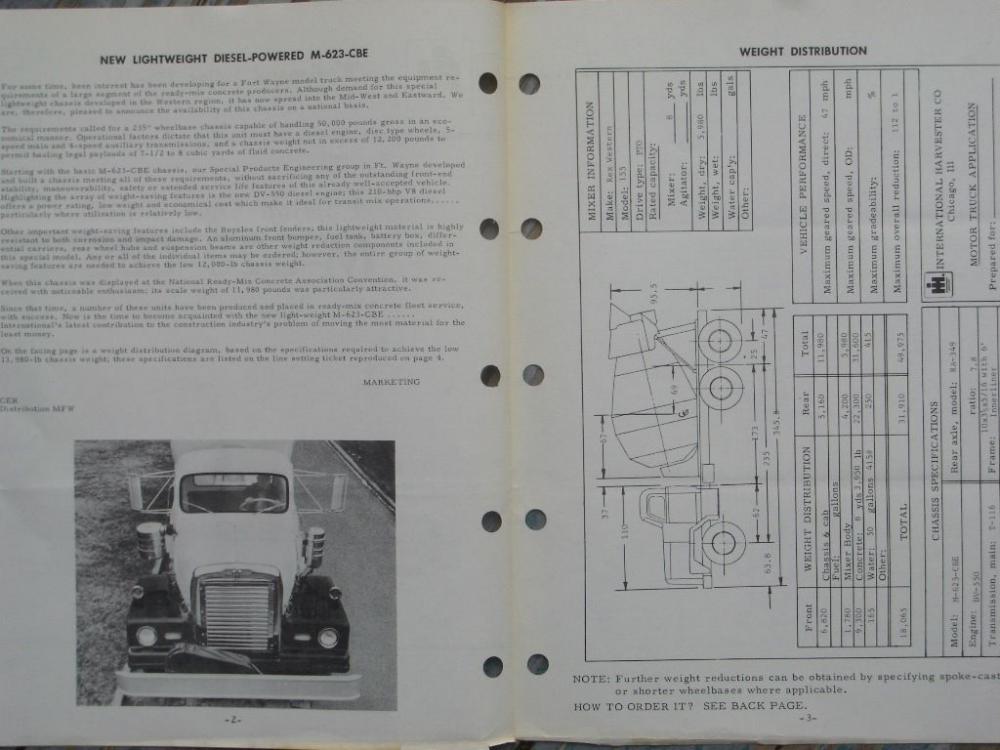 NEW LIGHTWEIGHT DIESEL-POWERED M-623-CBE
For some time, keen interest has been developing for a Fort Wayne model truck meeting the equipment re-
quirements of a large segment of the ready-mix concrete producers. Although demand for this special
lightweight chassis developed in the Western region, it has now spread into the Mid-West and Eastward. We
are, therefore, pleased to announce the availability of this chassis on a national basis.
The requirements called for a 235" wheelbase chassis capable of handling 50,000 pounds gross in an eco-
nomical manner. Operational factors dictate that this unit must have a diesel engine, disc type wheels, 5-
speed main and 4-speed auxiliary transmissions, and a chassis weight not in excess of 12,200 pounds to
permit hauling legal payloads of 7-1/2 to 8 cubic yards of fluid concrete.
Starting with the basic M-623-CBE chassis, our Special Products Engineering group in Ft. Wayne developed
and built a chassis meeting all of these requirements, without sacrificing any of the outstanding front-end
stability, maneuverability, safety or extended service life features of this already well-accepted vehicle.
Highlighting the array of weight-saving features is the new DV-550 diesel engine; this 210-bhp V8 diesel
offers a power rating, low weight and economical cost which make it ideal for transit mix operations......
particularly where utilization is relatively low.
Other important weight-saving features include the Royalex front fenders; this lightweight material is highly
resistant to both corrosion and impact damage. An aluminum front bumper, fuel tank, battery box, differ-
ential carriers, rear wheel hubs and suspension beams are other weight reduction components included in
this special model. Any or all of the individual items may be ordered; however, the entire group of weight-
saving features are needed to achieve the low 12,000-lb chassis weight.
When this chassis was displayed at the National Ready-Mix Concrete Association Convention, it was re-
ceived with noticeable enthusiasm; its scale weight of 11,980 pounds was particularly attractive.
Since that time, a number of these units have been produced and placed in ready-mix concrete fleet service,
with success. Now is the time to become acquainted with the new light-weight M-623-CBE ......
International's latest contribution to the construction industry's problem of moving the most material for the
least money.
On the facing page is a weight distribution diagram, based on the specifications required to achieve the low
11,980-lb chassis weight; these specifications are listed on the line setting ticket reproduced on page 4.
MARKETING
CER
Distribution MFW
-2-
WEIGHT DISTRIBUTION
MIXER INFORMATION
Make: Rex Western
Model: 155
Drive type: PTO
Rated capacity:
Mixer: 8 yds
Agitator: yds
Weight, dry: 5,980 lbs
Weight, wet: lbs
Water cap'y: gals
Other:
VEHICLE PERFORMANCE
Maximum geared speed, direct: 47 mph
Maximum geared speed, OD: mph
Maximum gradeability: %
Maximum overall reduction: 112 to 1
INTERNATIONAL HARVESTER CO
Chicago, Ill
MOTOR TRUCK APPLICATION
Prepared for:
95.5
47
25
69
67
173
235
345.8
37
110
62
63.8
CG
WEIGHT DISTRIBUTION
Front Rear Total
6,820 Chassis & cab 5,160 11,980
Fuel: gallons
1,780 Mixer Body 4,200 5,980
9,300 Concrete: 8 yds 3,950 lb 22,300 31,600
165 Water: 50 gallons 415# 250 415
Other:
18,065 TOTAL 31,910 49,975
CHASSIS SPECIFICATIONS
Model: M-623-CBE Rear axle, model: RA-349
Engine: DV-550 ratio: 7.8
Transmission, main: T-116 Frame: 10x3½x5/16 with 6"
Innerliner
NOTE: Further weight reductions can be obtained by specifying spoke-cast
or shorter wheelbases where applicable.
HOW TO ORDER IT? SEE BACK PAGE.
-3-